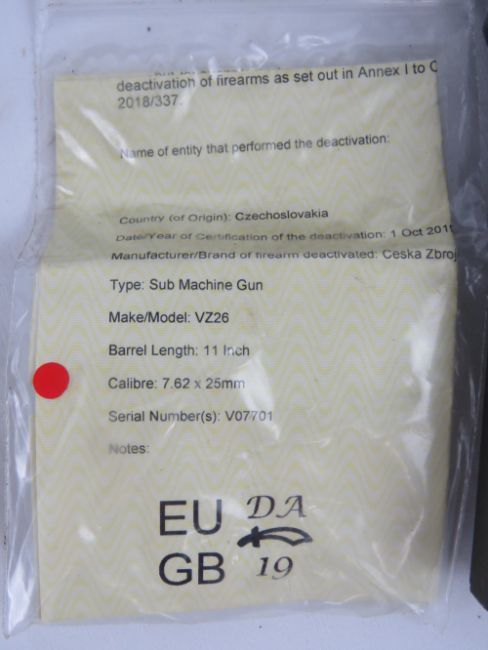 deactivation of firearms as set out in Annex I to C
2018/337.
Name of entity that performed the deactivation:
Country (of Origin): Czechoslovakia
Date/Year of Certification of the deactivation: 1 Oct 201
Manufacturer/Brand of firearm deactivated: Ceska Zbroj
Type: Sub Machine Gun
Make/Model: VZ26
Barrel Length: 11 Inch
Calibre: 7.62 x 25mm
Serial Number(s): V07701
Notes:
EU DA
GB 19